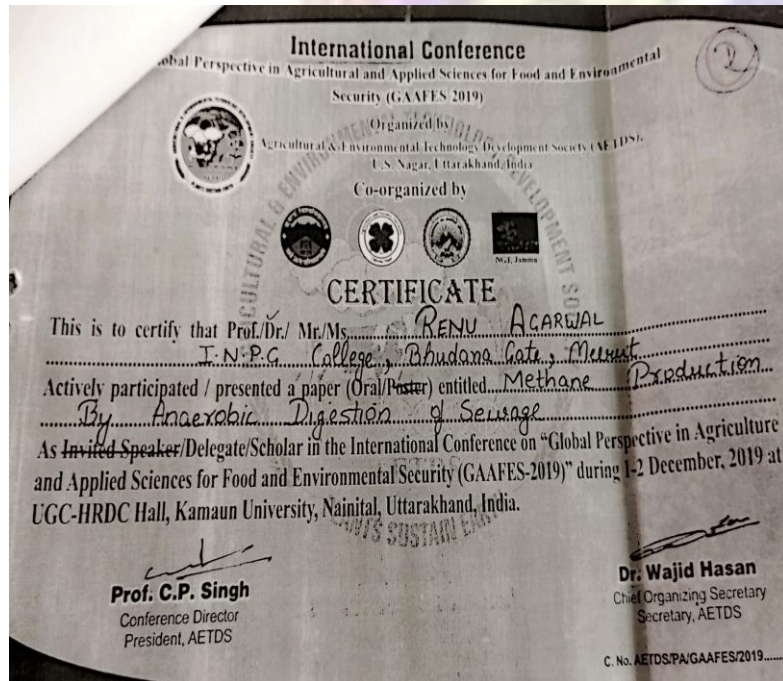 International Conference
obal Perspective in Agricultural and Applied Sciences for Food and Environmental
Security (GAAFES 2019)
2
Organized by
Agricultural & Environmental Technology Development Society (AETDS),
U.S. Nagar, Uttarakhand, India
Co-organized by
NGI, Jammu
CERTIFICATE
This is to certify that Prof./Dr./ Mr./Ms. RENU AGARWAL
I.N.P.G College, Bhudana Gate, Meerut
Actively participated / presented a paper (Oral/Poster) entitled Methane Production
By Anaerobic Digestion of Sewage
As Invited Speaker/Delegate/Scholar in the International Conference on “Global Perspective in Agriculture
and Applied Sciences for Food and Environmental Security (GAAFES-2019)” during 1-2 December, 2019 at
UGC-HRDC Hall, Kamaun University, Nainital, Uttarakhand, India.
Prof. C.P. Singh
Conference Director
President, AETDS
Dr. Wajid Hasan
Chief Organizing Secretary
Secretary, AETDS
C. No. AETDS/PA/GAAFES/2019......